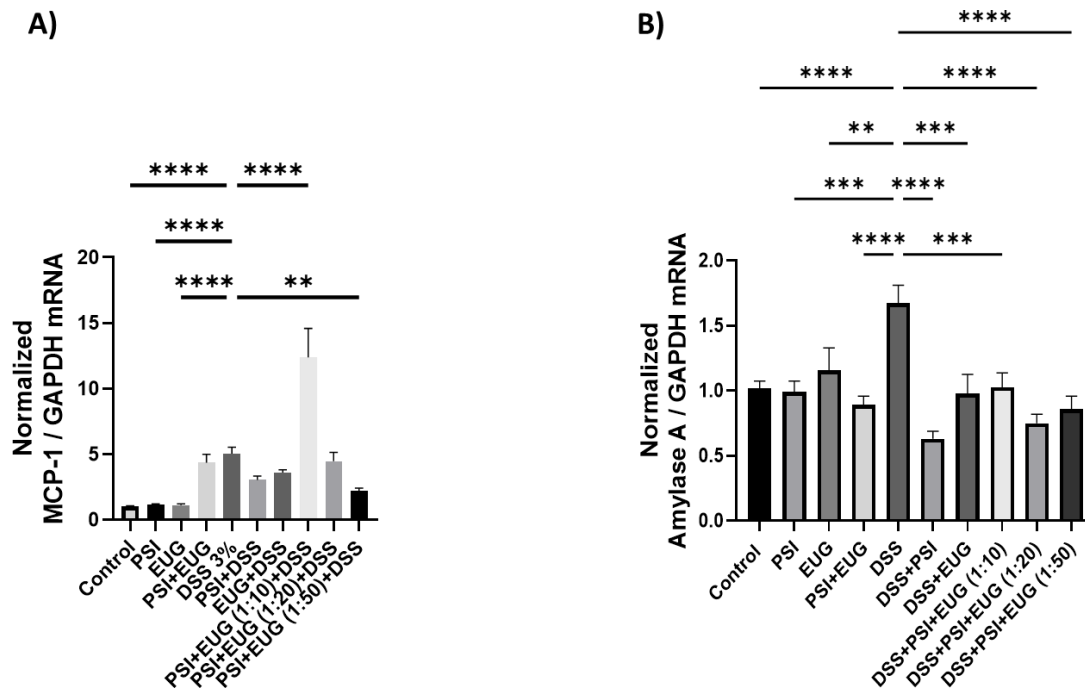 A)
****
****
****
****
**
Normalized
MCP-1 / GAPDH mRNA
20
15
10
5
0
Control
PSI
EUG
PSI+EUG
DSS 3%
PSI+DSS
EUG+DSS
PSI+EUG (1:10)+DSS
PSI+EUG (1:20)+DSS
PSI+EUG (1:50)+DSS
B)
****
****
****
**
***
***
****
****
***
Normalized
Amylase A / GAPDH mRNA
2.0
1.5
1.0
0.5
0.0
Control
PSI
EUG
PSI+EUG
DSS
DSS+PSI
DSS+EUG
DSS+PSI+EUG (1:10)
DSS+PSI+EUG (1:20)
DSS+PSI+EUG (1:50)